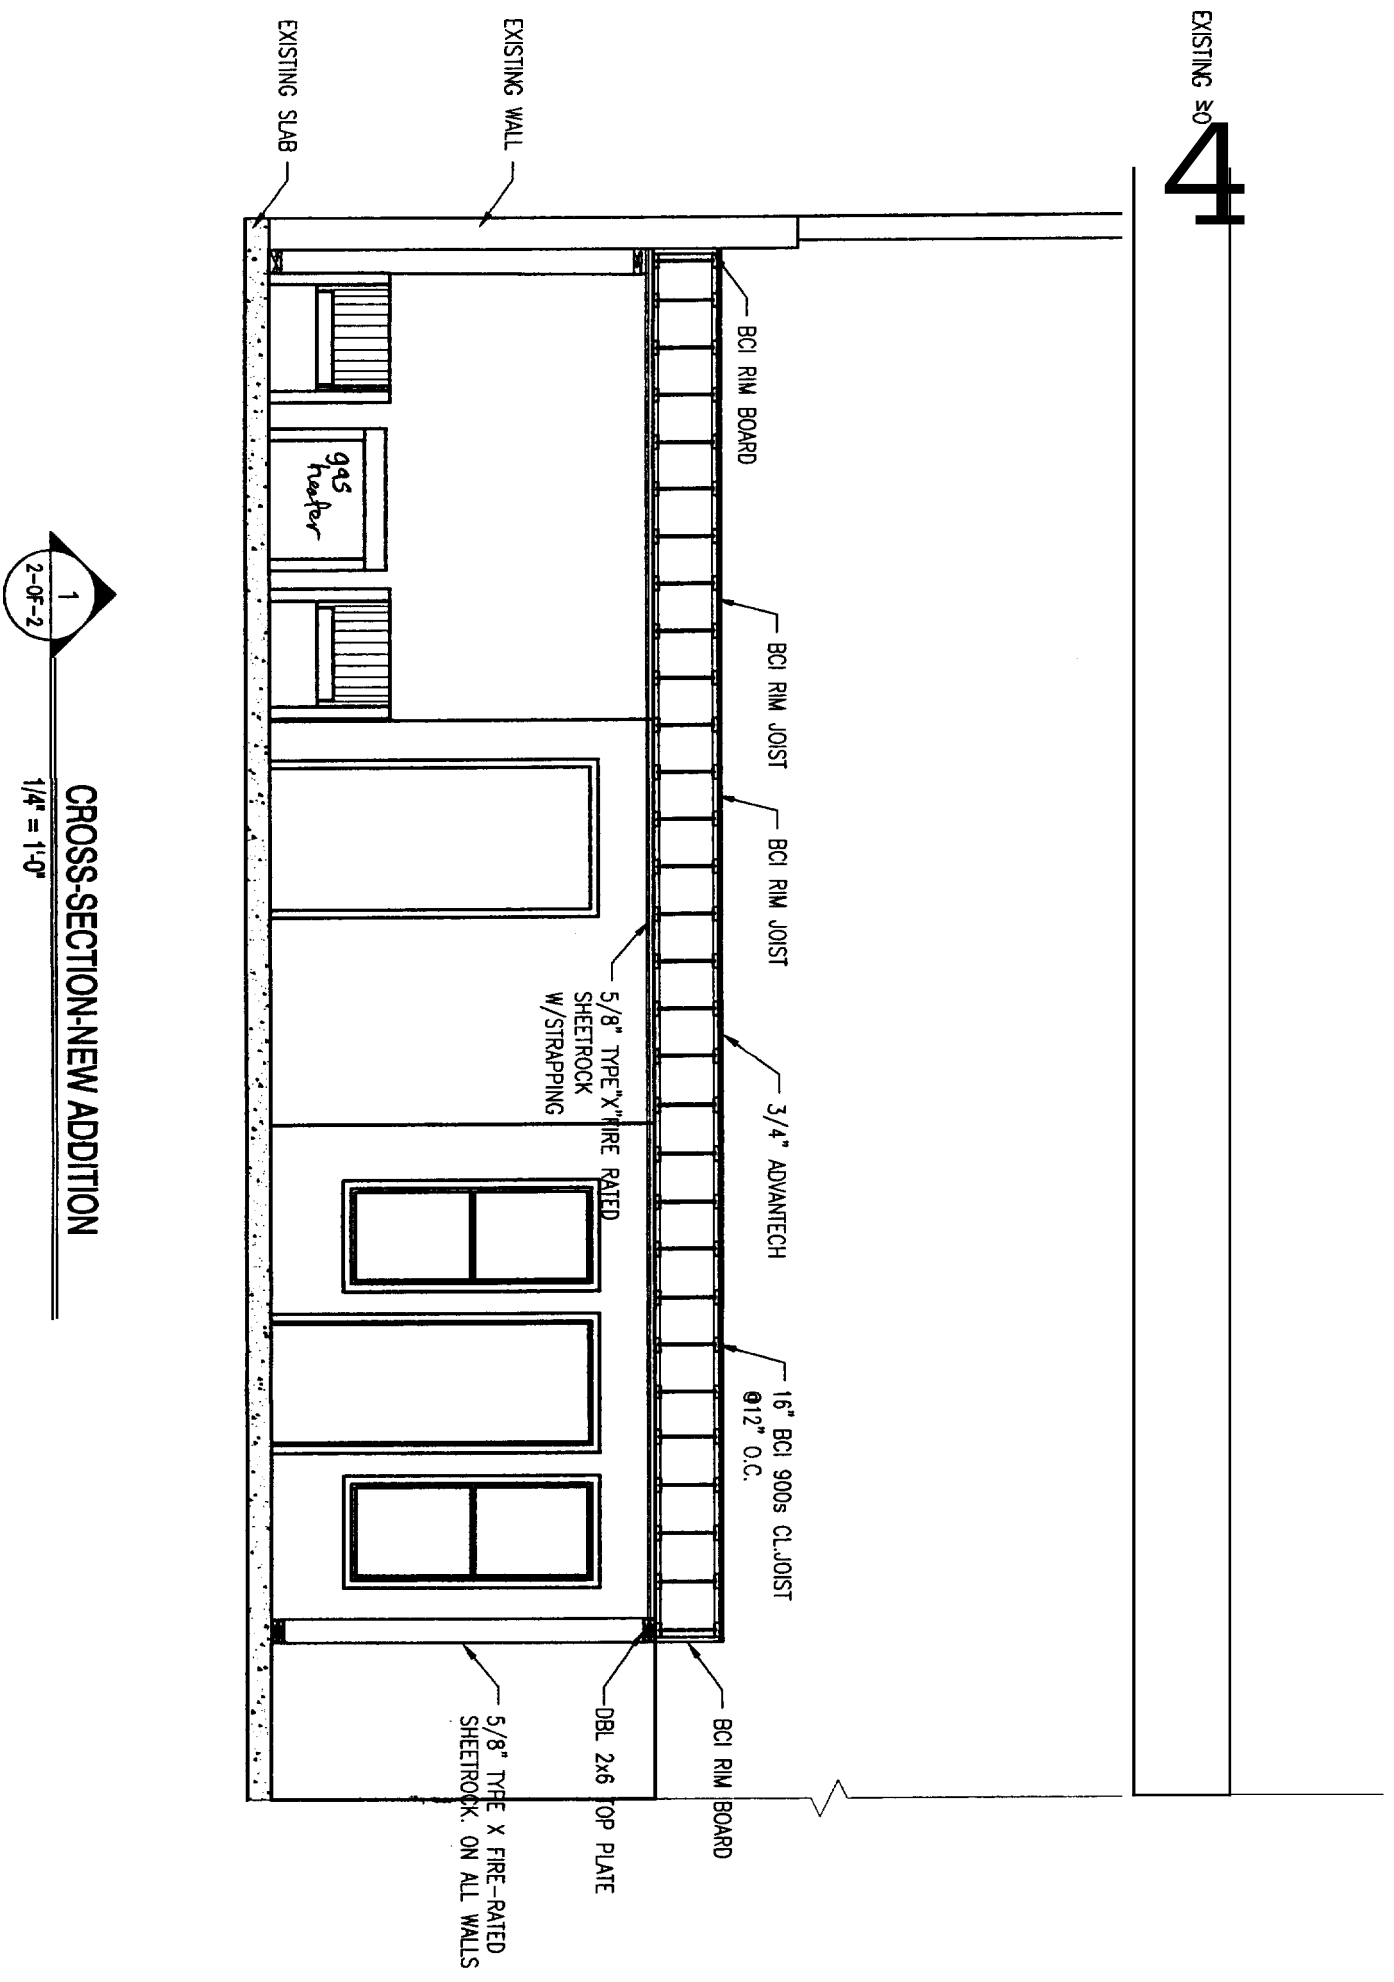 EXISTING
4
EXISTING WALL
EXISTING SLAB
BCI RIM BOARD
BCI RIM JOIST
BCI RIM JOIST
3/4" ADVANTECH
16" BCI 900s CL.JOIST
@12" O.C.
BCI RIM BOARD
5/8" TYPE"X"FIRE RATED
SHEETROCK
W/STRAPPING
DBL 2x6 TOP PLATE
5/8" TYPE X FIRE-RATED
SHEETROCK. ON ALL WALLS
gas
heater
1
2-OF-2
CROSS-SECTION-NEW ADDITION
1/4" = 1'-0"